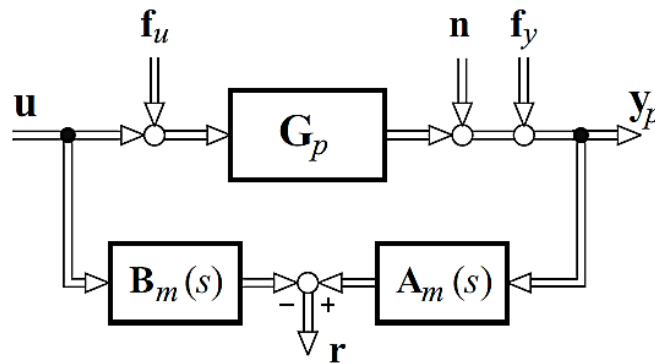 f_u n f_y
u G_p y_p
B_m(s) − + A_m(s)
r